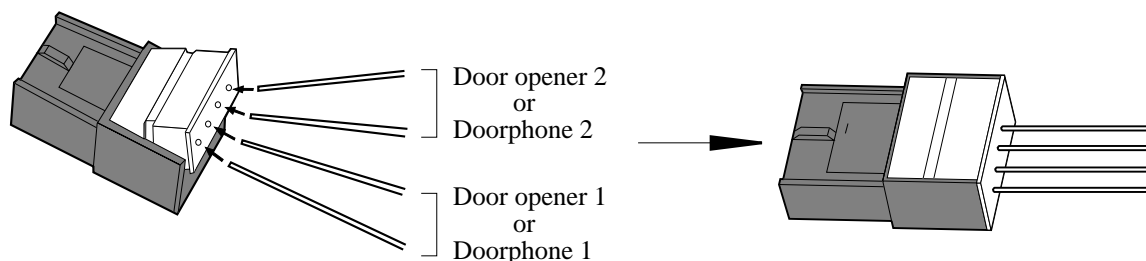 Door opener 2
or
Doorphone 2
Door opener 1
or
Doorphone 1